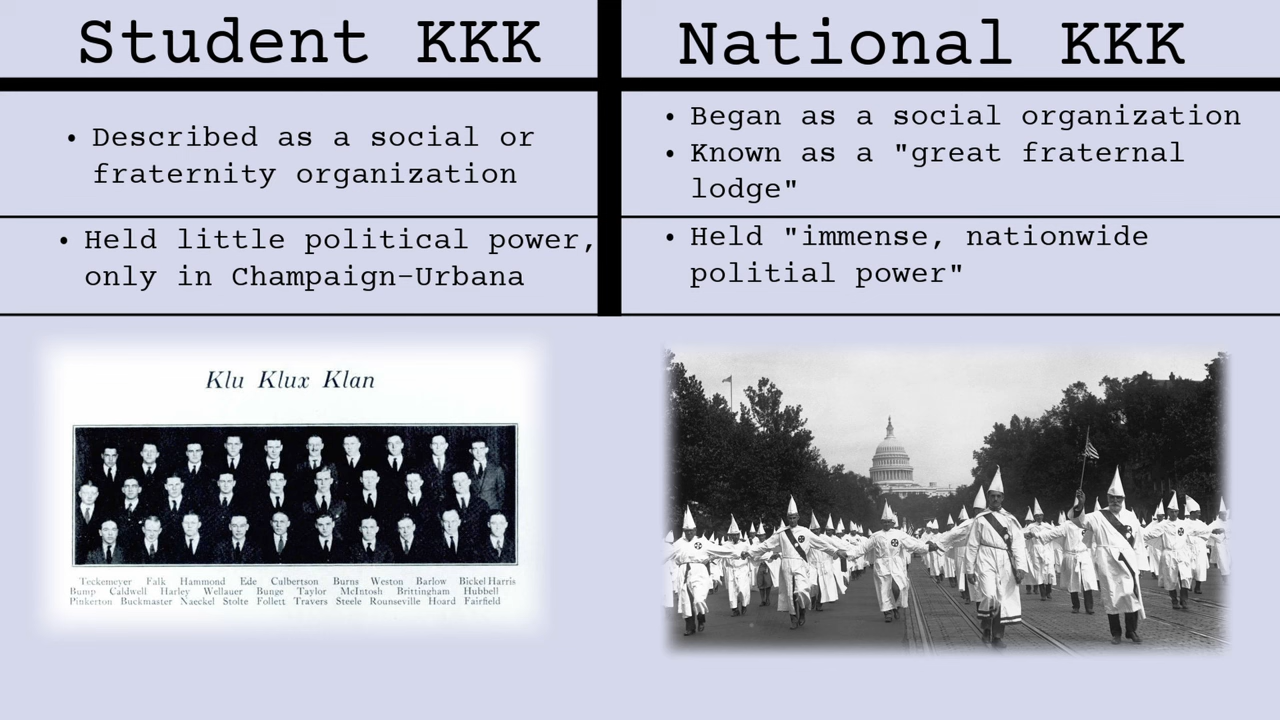 Student KKK
National KKK
• Described as a social or
fraternity organization
• Began as a social organization
• Known as a "great fraternal
lodge"
• Held little political power,
only in Champaign-Urbana
• Held "immense, nationwide
politial power"
Klu Klux Klan
Teckemeyer Falk Hammond Ede Culbertson Burns Weston Barlow Bickel Harris
Bump Caldwell Harley Wellauer Bunge Taylor McIntosh Brittingham Hubbell
Pinkerton Buckmaster Naeckel Stolte Follett Travers Steele Rounseville Hoard Fairfield